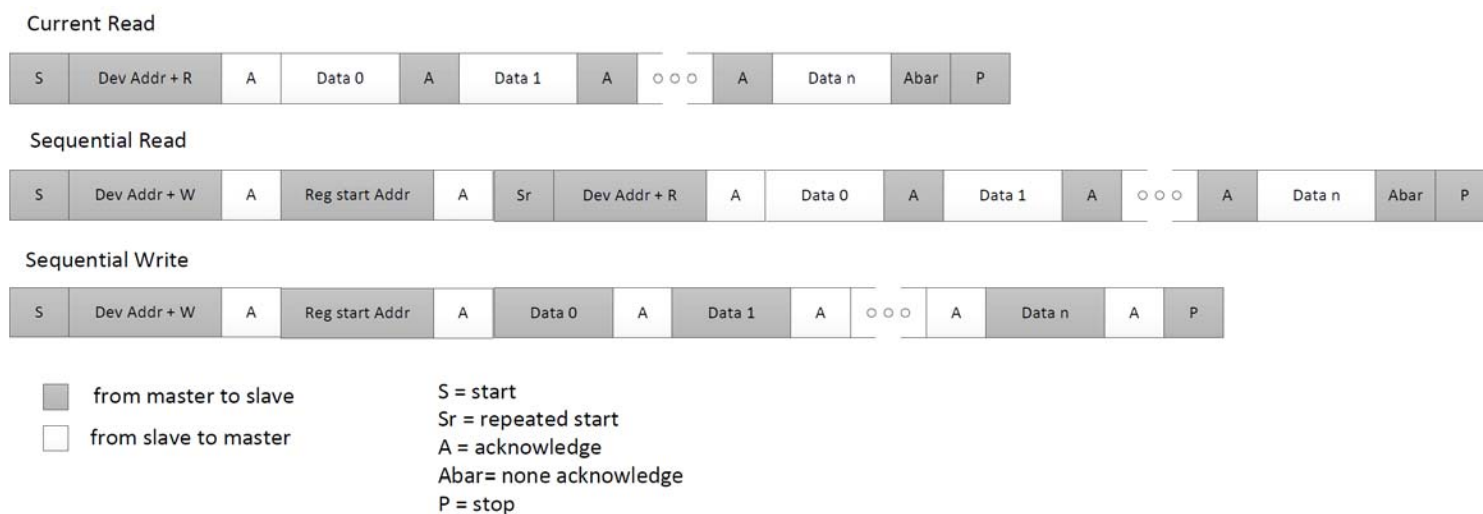 Current Read
S Dev Addr + R A Data 0 A Data 1 A A Data n Abar P
Sequential Read
S Dev Addr + W A Reg start Addr A Sr Dev Addr + R A Data 0 A Data 1 A A Data n Abar P
Sequential Write
S Dev Addr + W A Reg start Addr A Data 0 A Data 1 A A Data n A P
from master to slave
from slave to master
S = start
Sr = repeated start
A = acknowledge
Abar= none acknowledge
P = stop